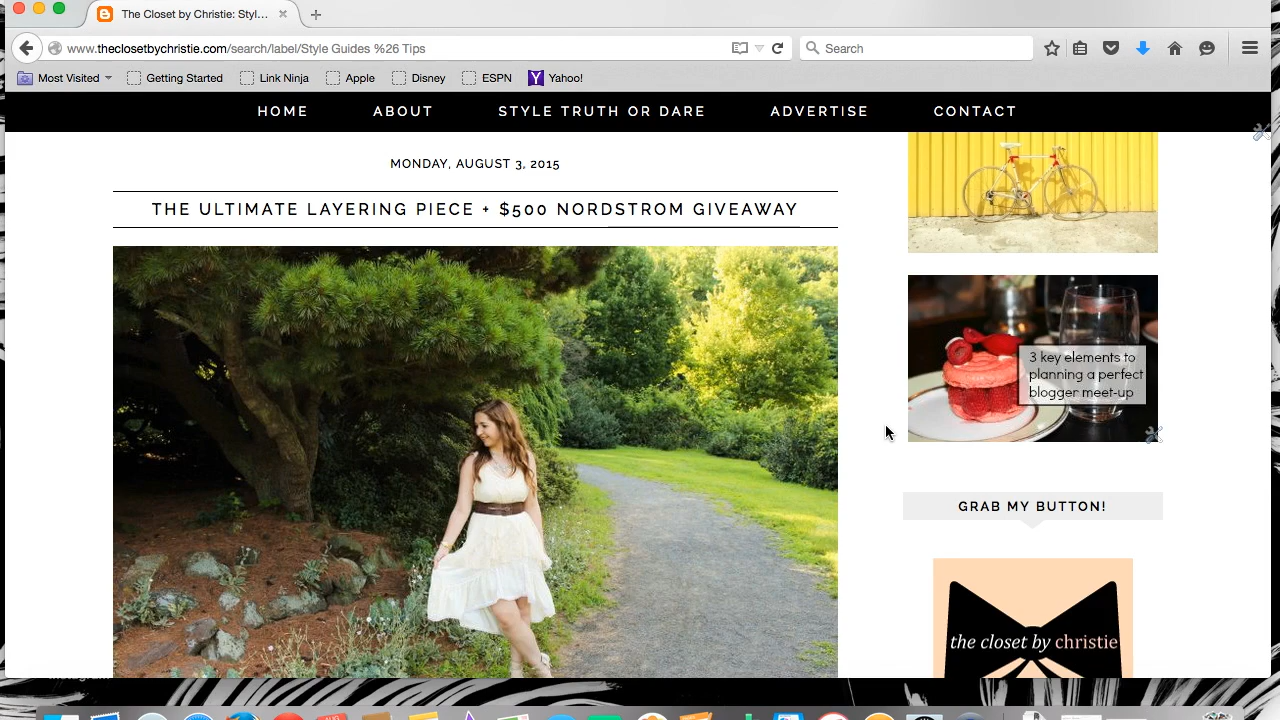 The Closet by Christie: Styl...
www.theclosetbychristie.com/search/label/Style Guides %26 Tips
Search
Most Visited
Getting Started
Link Ninja
Apple
Disney
ESPN
Y
Yahoo!
HOME
ABOUT
STYLE TRUTH OR DARE
ADVERTISE
CONTACT
MONDAY, AUGUST 3, 2015
THE ULTIMATE LAYERING PIECE + $500 NORDSTROM GIVEAWAY
3 key elements to
planning a perfect
blogger meet-up
GRAB MY BUTTON!
the closet by christie